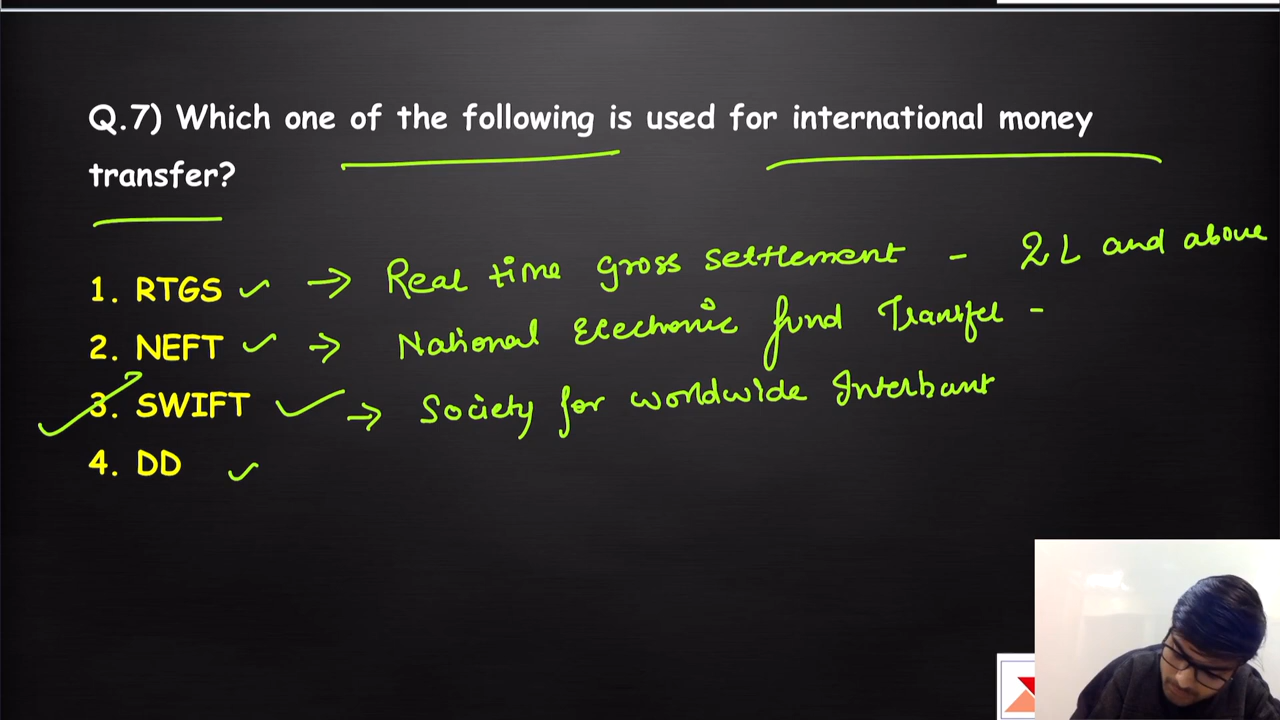 Q.7) Which one of the following is used for international money
transfer?
1. RTGS → Real time gross settlement - 2L and above
2. NEFT → National Electronic fund Transfer -
3. SWIFT → Society for worldwide Interbank
4. DD